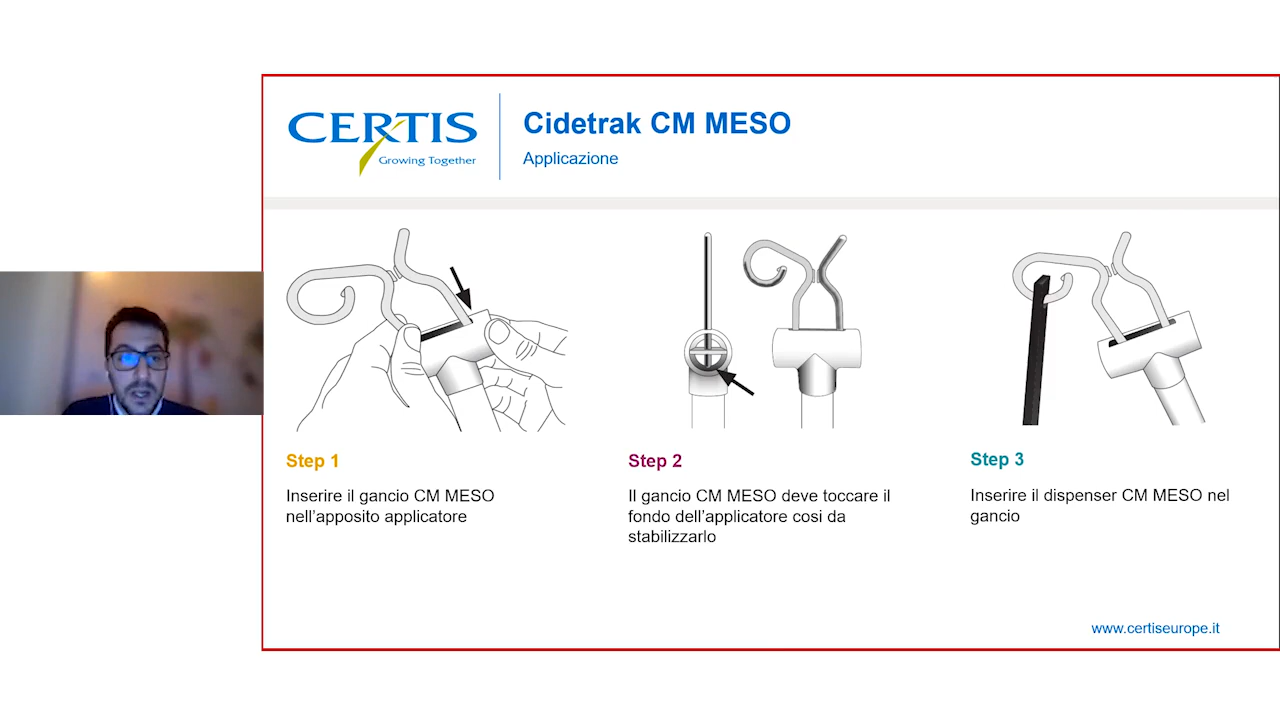 CERTIS
Growing Together
Cidetrak CM MESO
Applicazione
Step 1
Inserire il gancio CM MESO
nell'apposito applicatore
Step 2
Il gancio CM MESO deve toccare il
fondo dell'applicatore cosi da
stabilizzarlo
Step 3
Inserire il dispenser CM MESO nel
gancio
www.certiseurope.it